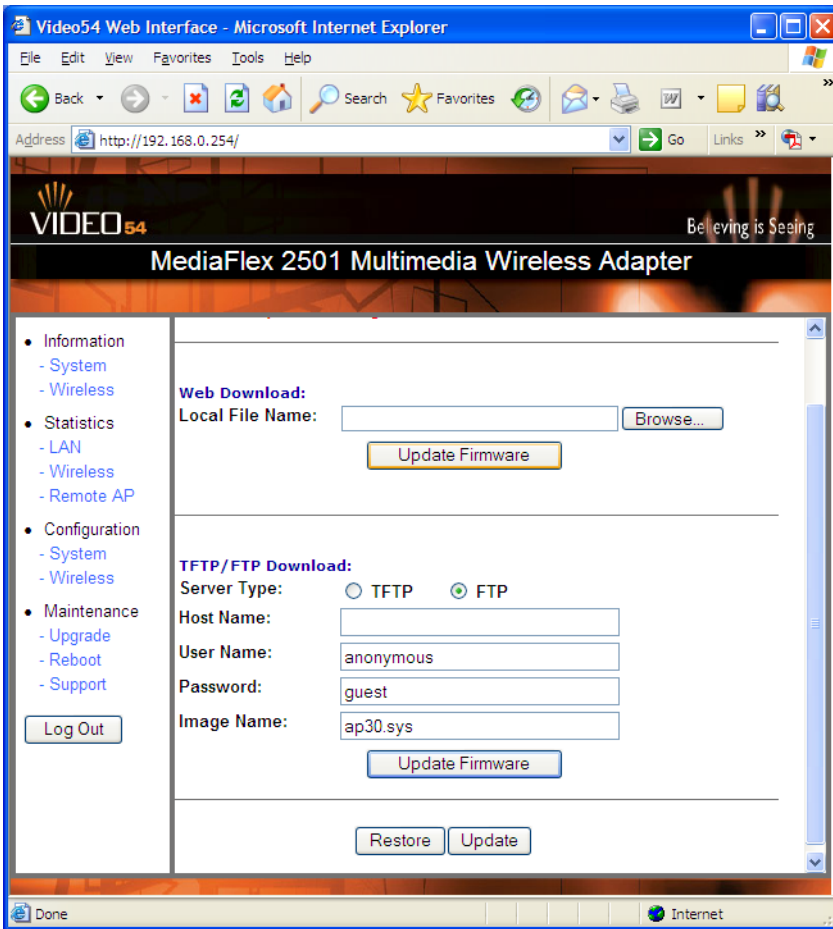 Video54 Web Interface - Microsoft Internet Explorer
File Edit View Favorites Tools Help
Back Search Favorites
Address http://192.168.0.254/ Go Links
VIDEO54
Believing is Seeing
MediaFlex 2501 Multimedia Wireless Adapter
• Information
- System
- Wireless
• Statistics
- LAN
- Wireless
- Remote AP
• Configuration
- System
- Wireless
• Maintenance
- Upgrade
- Reboot
- Support
Log Out
Web Download:
Local File Name: Browse...
Update Firmware
TFTP/FTP Download:
Server Type: TFTP FTP
Host Name:
User Name: anonymous
Password: guest
Image Name: ap30.sys
Update Firmware
Restore Update
Done Internet